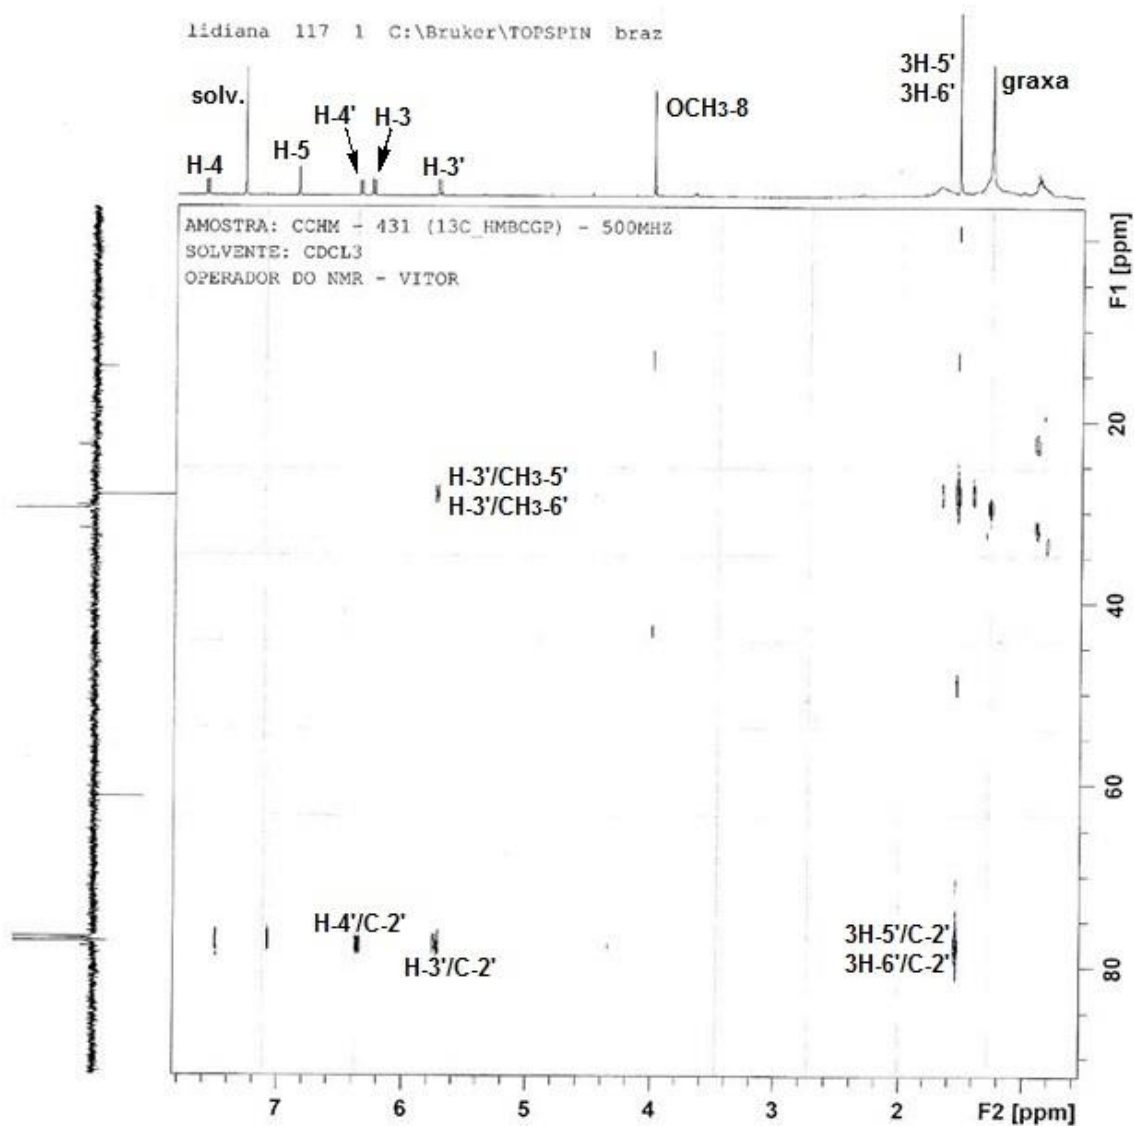 lidiana 117 1 C:\Bruker\TOPSPIN braz
solv.
H-4
H-5
H-4'
H-3
H-3'
OCH3-8
3H-5'
3H-6'
graxa
AMOSTRA: CCHM - 431 (13C_HMBCGP) - 500MHZ
SOLVENTE: CDCL3
OPERADOR DO NMR - VITOR
F1 [ppm]
20
40
60
80
H-3'/CH3-5'
H-3'/CH3-6'
H-4'/C-2'
H-3'/C-2'
3H-5'/C-2'
3H-6'/C-2'
7
6
5
4
3
2
F2 [ppm]